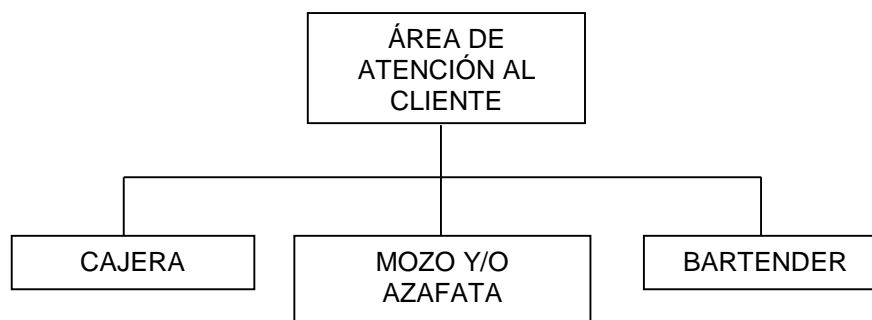 ÁREA DE
ATENCIÓN AL
CLIENTE
CAJERA
MOZO Y/O
AZAFATA
BARTENDER